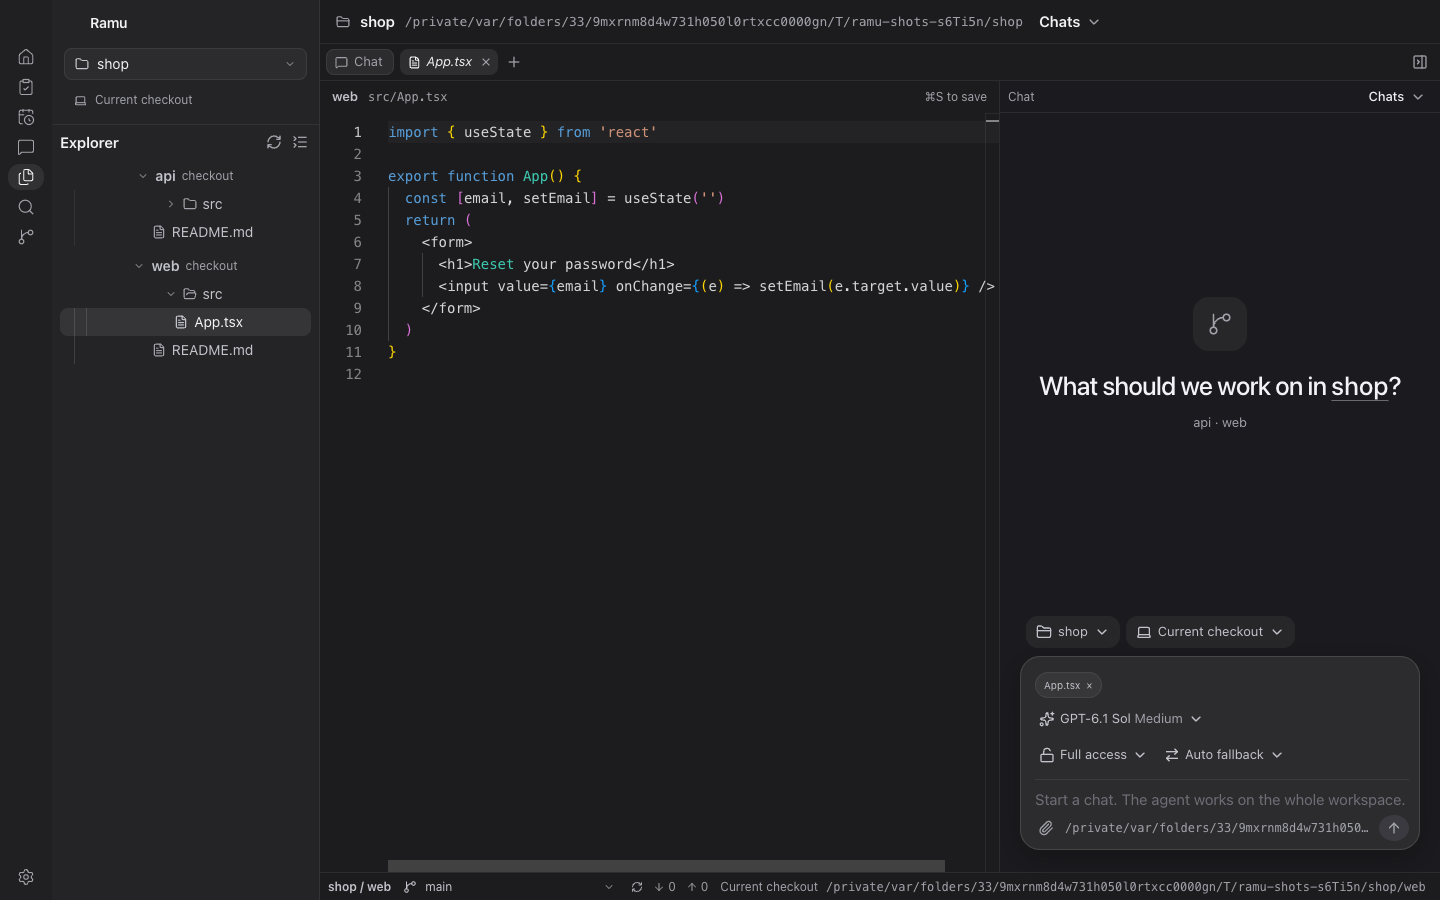 Ramu
shop /private/var/folders/33/9mxrnm8d4w731h050l0rtxcc0000gn/T/ramu-shots-s6Ti5n/shop Chats
shop
Current checkout
Explorer
api checkout
src
README.md
web checkout
src
App.tsx
README.md
Chat
App.tsx
web src/App.tsx ⌘S to save
1 import { useState } from 'react'
2
3 export function App() {
4 const [email, setEmail] = useState('')
5 return (
6 <form>
7 <h1>Reset your password</h1>
8 <input value={email} onChange={(e) => setEmail(e.target.value)} />
9 </form>
10 )
11 }
12
Chat Chats
What should we work on in shop?
api · web
shop Current checkout
App.tsx ×
GPT-6.1 Sol Medium
Full access Auto fallback
Start a chat. The agent works on the whole workspace.
/private/var/folders/33/9mxrnm8d4w731h050…
shop / web main ↓ 0 ↑ 0 Current checkout /private/var/folders/33/9mxrnm8d4w731h050l0rtxcc0000gn/T/ramu-shots-s6Ti5n/shop/web